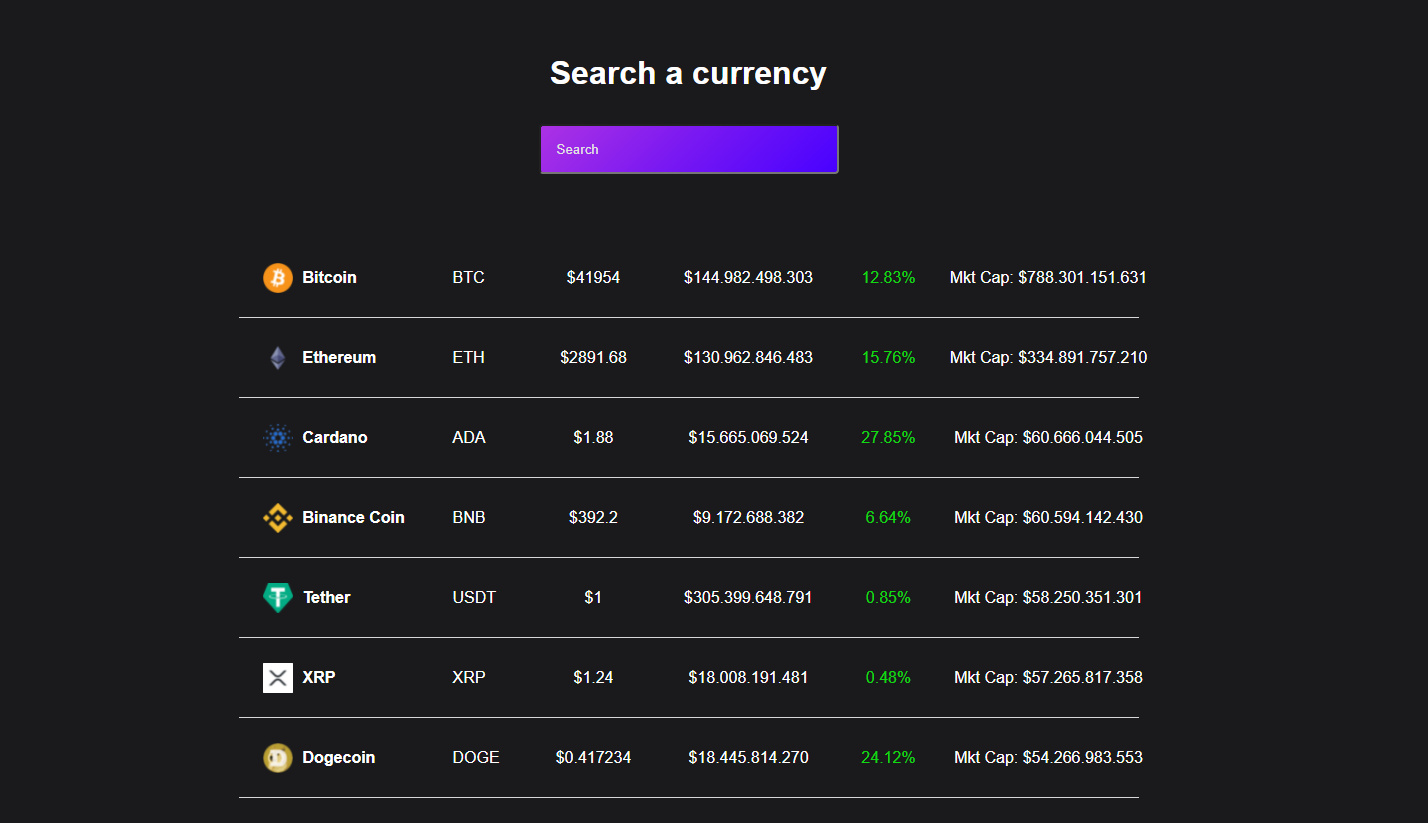 Search a currency
Search
Bitcoin BTC $41954 $144.982.498.303 12.83% Mkt Cap: $788.301.151.631
Ethereum ETH $2891.68 $130.962.846.483 15.76% Mkt Cap: $334.891.757.210
Cardano ADA $1.88 $15.665.069.524 27.85% Mkt Cap: $60.666.044.505
Binance Coin BNB $392.2 $9.172.688.382 6.64% Mkt Cap: $60.594.142.430
Tether USDT $1 $305.399.648.791 0.85% Mkt Cap: $58.250.351.301
XRP XRP $1.24 $18.008.191.481 0.48% Mkt Cap: $57.265.817.358
Dogecoin DOGE $0.417234 $18.445.814.270 24.12% Mkt Cap: $54.266.983.553